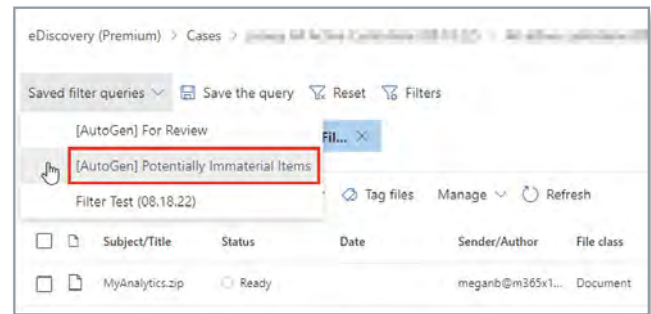 eDiscovery (Premium) > Cases >
Saved filter queries Save the query Reset Filters
[AutoGen] For Review
Fil...
[AutoGen] Potentially Immaterial Items
Filter Test (08.18.22)
Tag files Manage Refresh
Subject/Title Status Date Sender/Author File class
MyAnalytics.zip Ready meganb@m365x1... Document